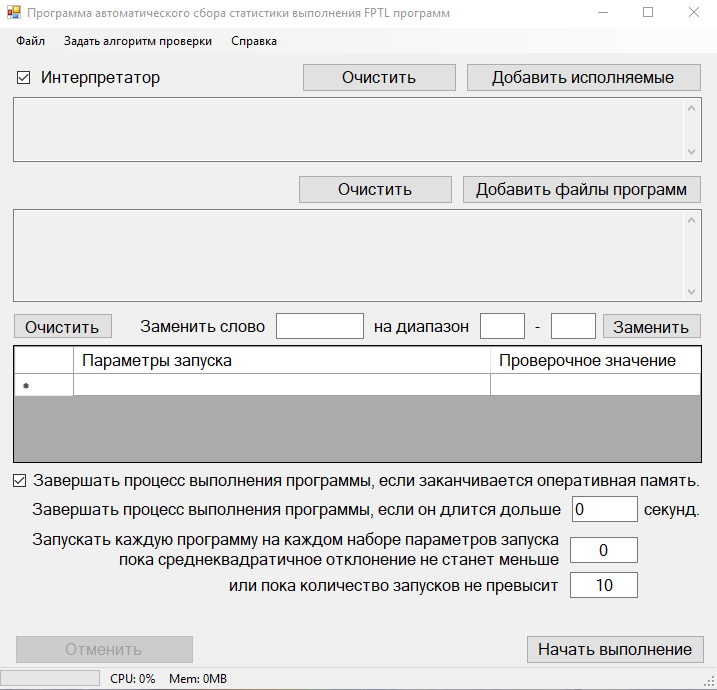 Программа автоматического сбора статистики выполнения FPTL программ
Файл Задать алгоритм проверки Справка
Интерпретатор Очистить Добавить исполняемые
Очистить Добавить файлы программ
Очистить Заменить слово на диапазон - Заменить
Параметры запуска Проверочное значение
*
Завершать процесс выполнения программы, если заканчивается оперативная память.
Завершать процесс выполнения программы, если он длится дольше 0 секунд.
Запускать каждую программу на каждом наборе параметров запуска
пока среднеквадратичное отклонение не станет меньше 0
или пока количество запусков не превысит 10
Отменить Начать выполнение
CPU: 0% Mem: 0MB